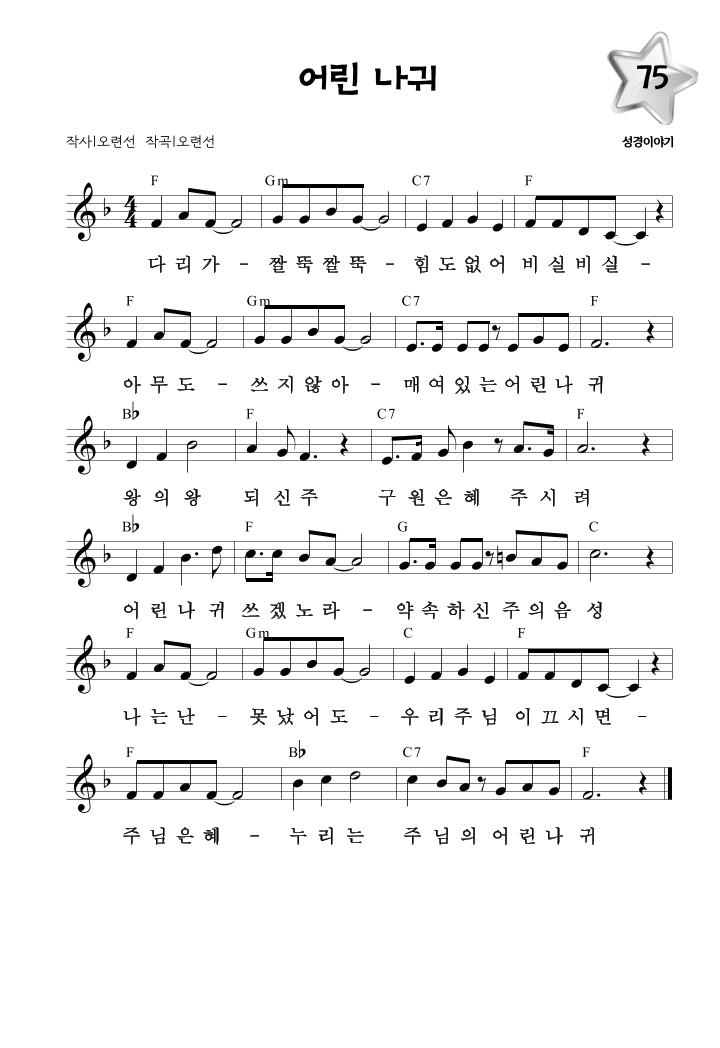 어린 나귀
75
작사|오련선 작곡|오련선
성경이야기
F Gm C7 F
다 리 가 - 짤 뚝 짤 뚝 - 힘 도 없 어 비 실 비 실 -
F Gm C7 F
아 무 도 - 쓰 지 않 아 - 매 여 있 는 어 린 나 귀
B♭ F C7 F
왕 의 왕 되 신 주 구 원 은 혜 주 시 려
B♭ F G C
어 린 나 귀 쓰 겠 노 라 - 약 속 하 신 주 의 음 성
F Gm C F
나 는 난 - 못 났 어 도 - 우 리 주 님 이 끄 시 면 -
F B♭ C7 F
주 님 은 혜 - 누 리 는 주 님 의 어 린 나 귀